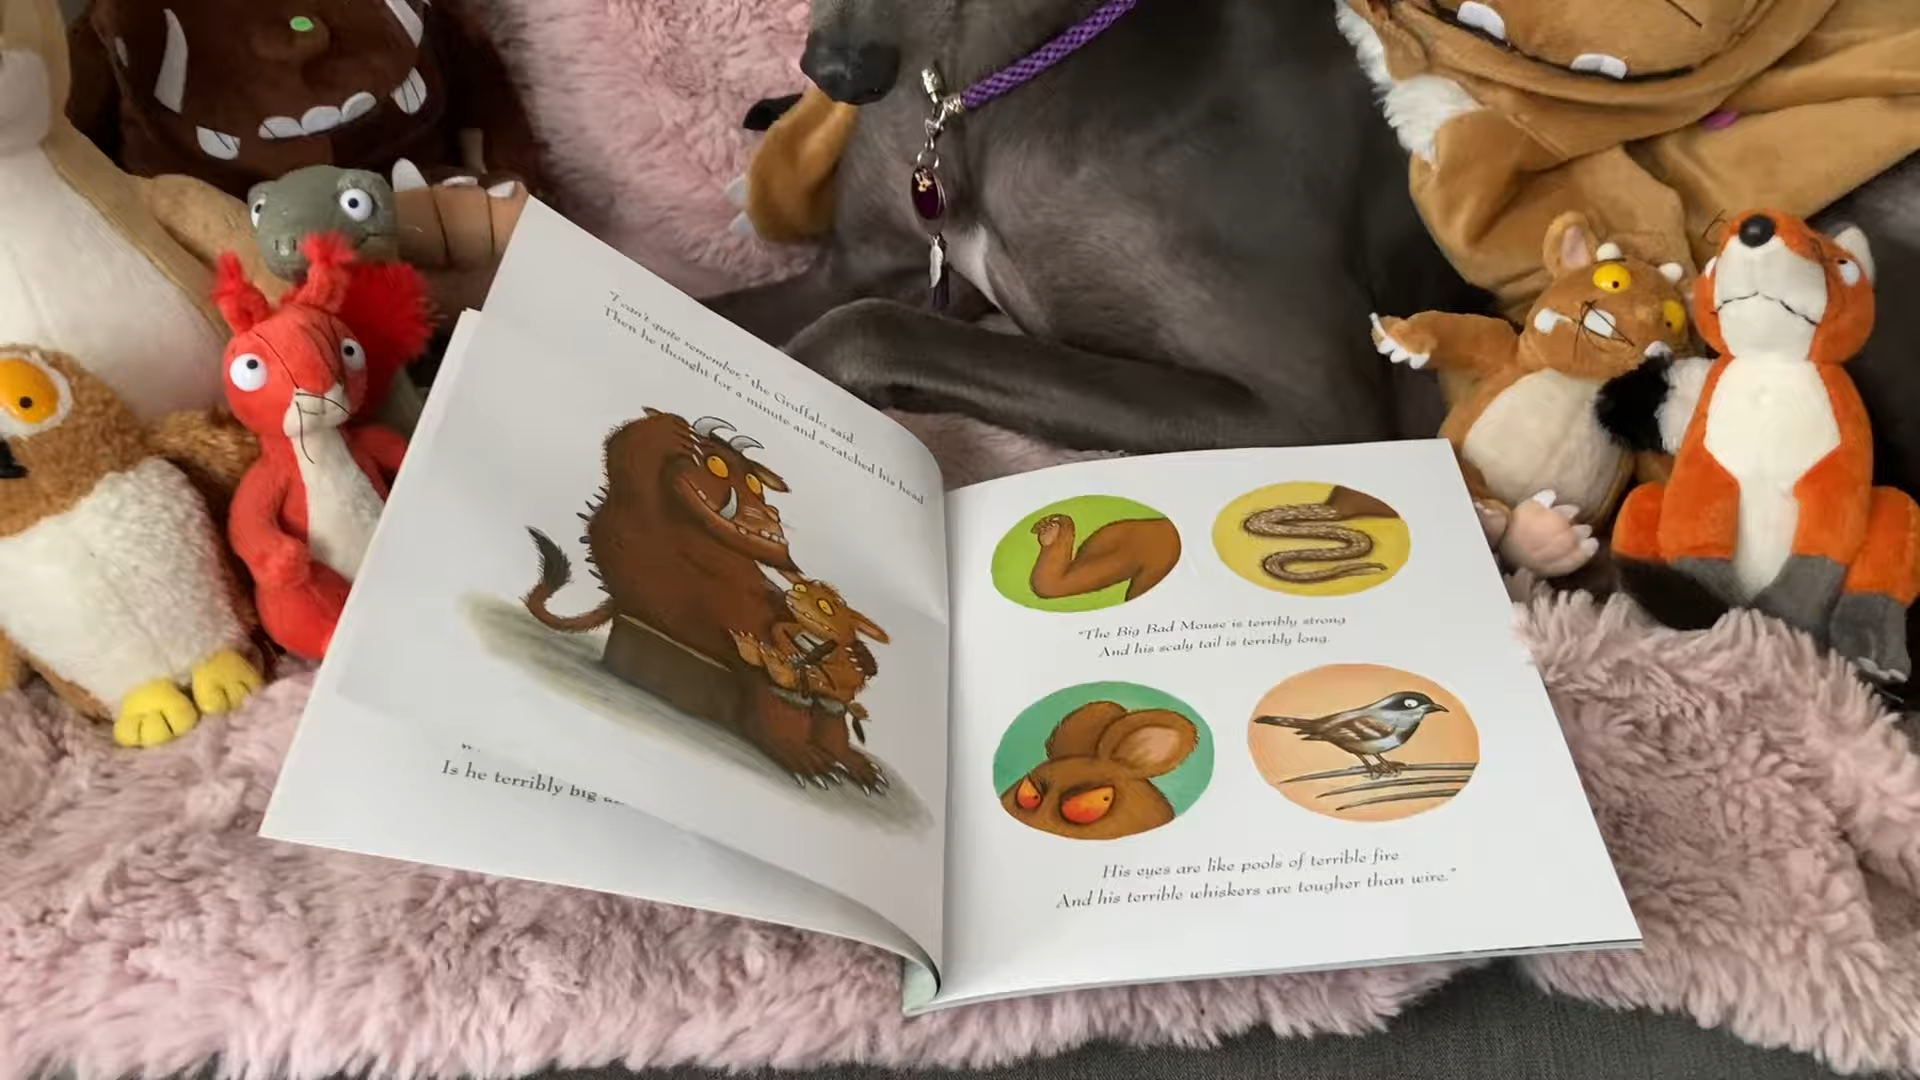 "I can't quite remember," the Gruffalo said.
Then he thought for a minute and scratched his head
Is he terribly big
"The Big Bad Mouse is terribly strong
And his scaly tail is terribly long.
His eyes are like pools of terrible fire
And his terrible whiskers are tougher than wire."